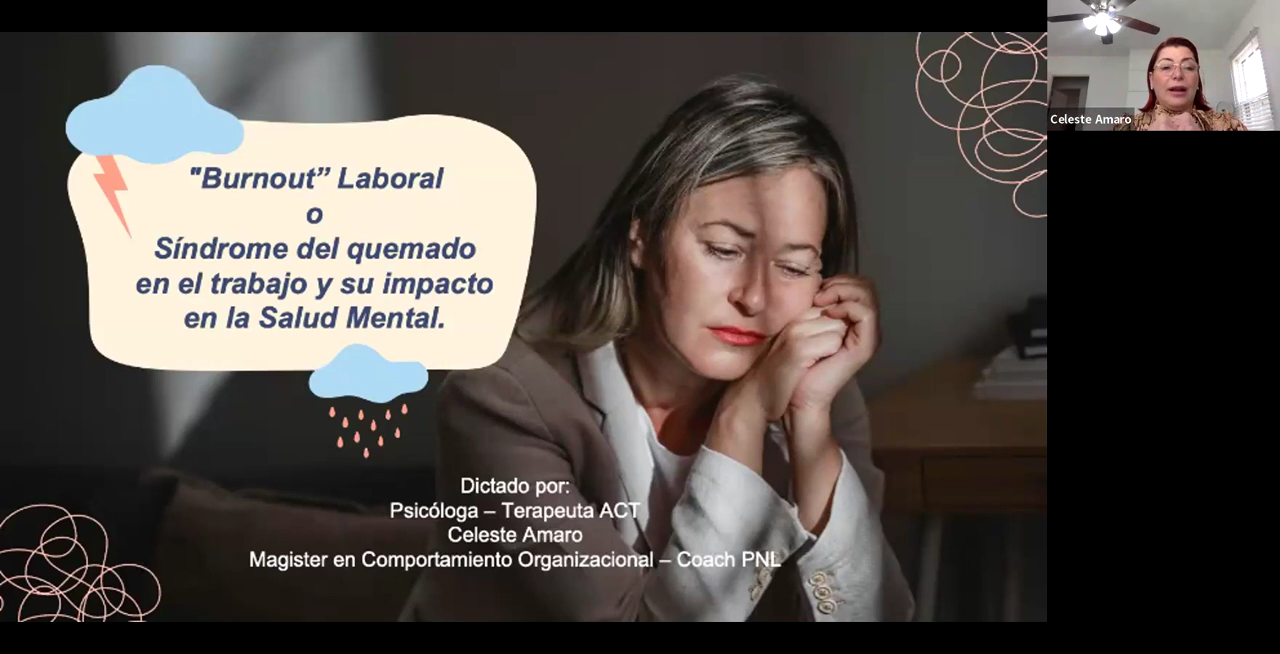 "Burnout” Laboral
o
Síndrome del quemado
en el trabajo y su impacto
en la Salud Mental.
Dictado por:
Psicóloga – Terapeuta ACT
Celeste Amaro
Magister en Comportamiento Organizacional – Coach PNL
Celeste Amaro